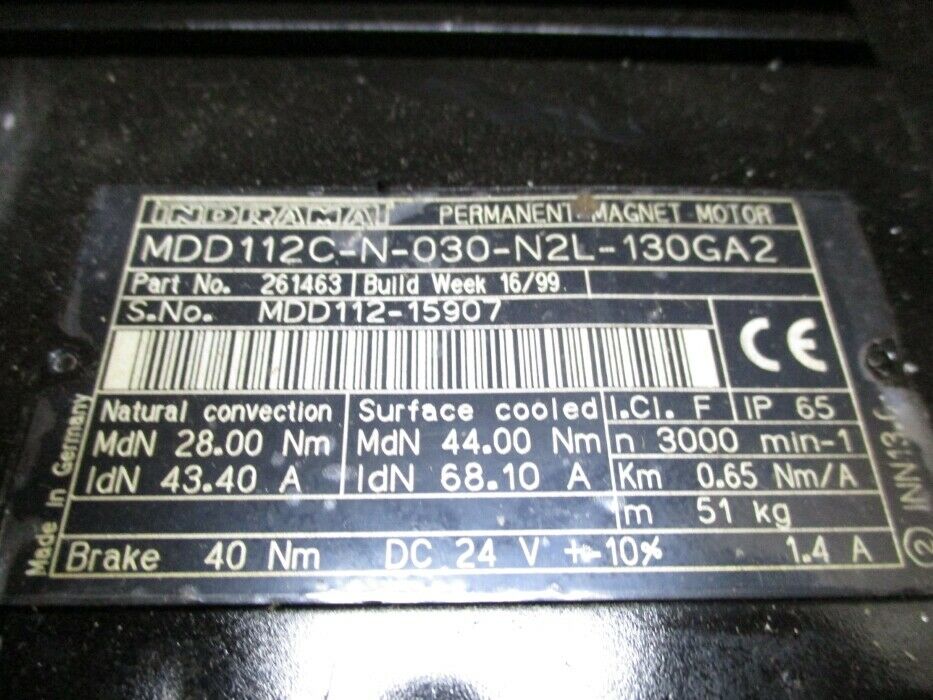 INDRAMAT PERMANENT MAGNET MOTOR
MDD112C-N-030-N2L-130GA2
Part No. 261463 Build Week 16/99
S.No. MDD112-15907
CE
Natural convection Surface cooled I.Cl. F IP 65
MdN 28.00 Nm MdN 44.00 Nm n 3000 min-1
IdN 43.40 A IdN 68.10 A Km 0.65 Nm/A
m 51 kg
Brake 40 Nm DC 24 V +-10% 1.4 A
Made in Germany